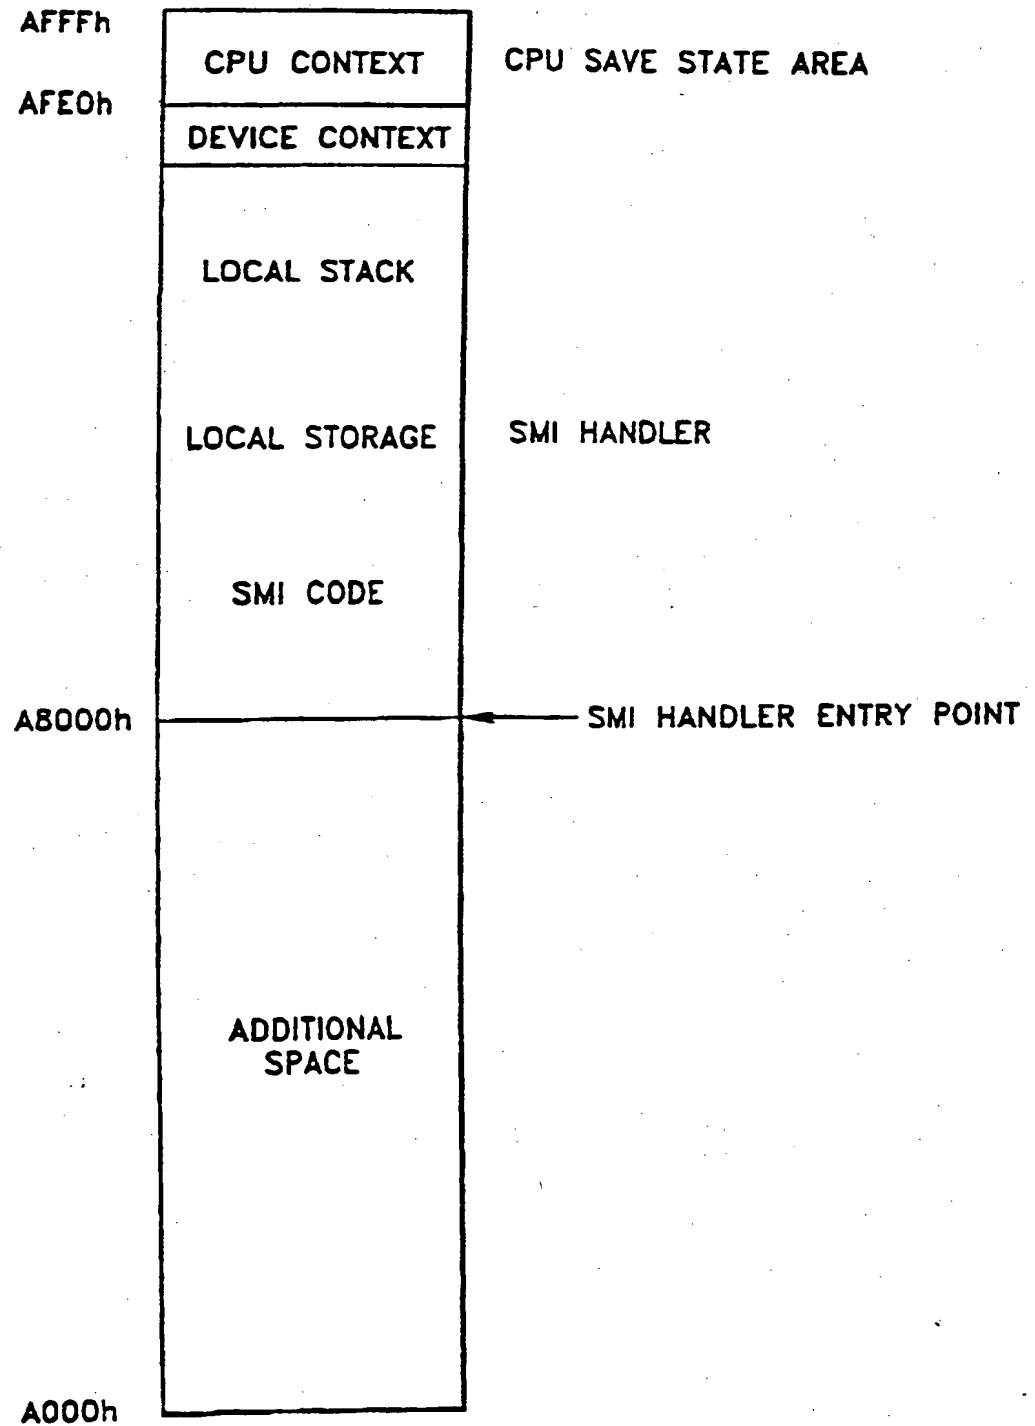 AFFFh
CPU CONTEXT CPU SAVE STATE AREA
AFE0h
DEVICE CONTEXT
LOCAL STACK
LOCAL STORAGE SMI HANDLER
SMI CODE
A8000h SMI HANDLER ENTRY POINT
ADDITIONAL
SPACE
A000h